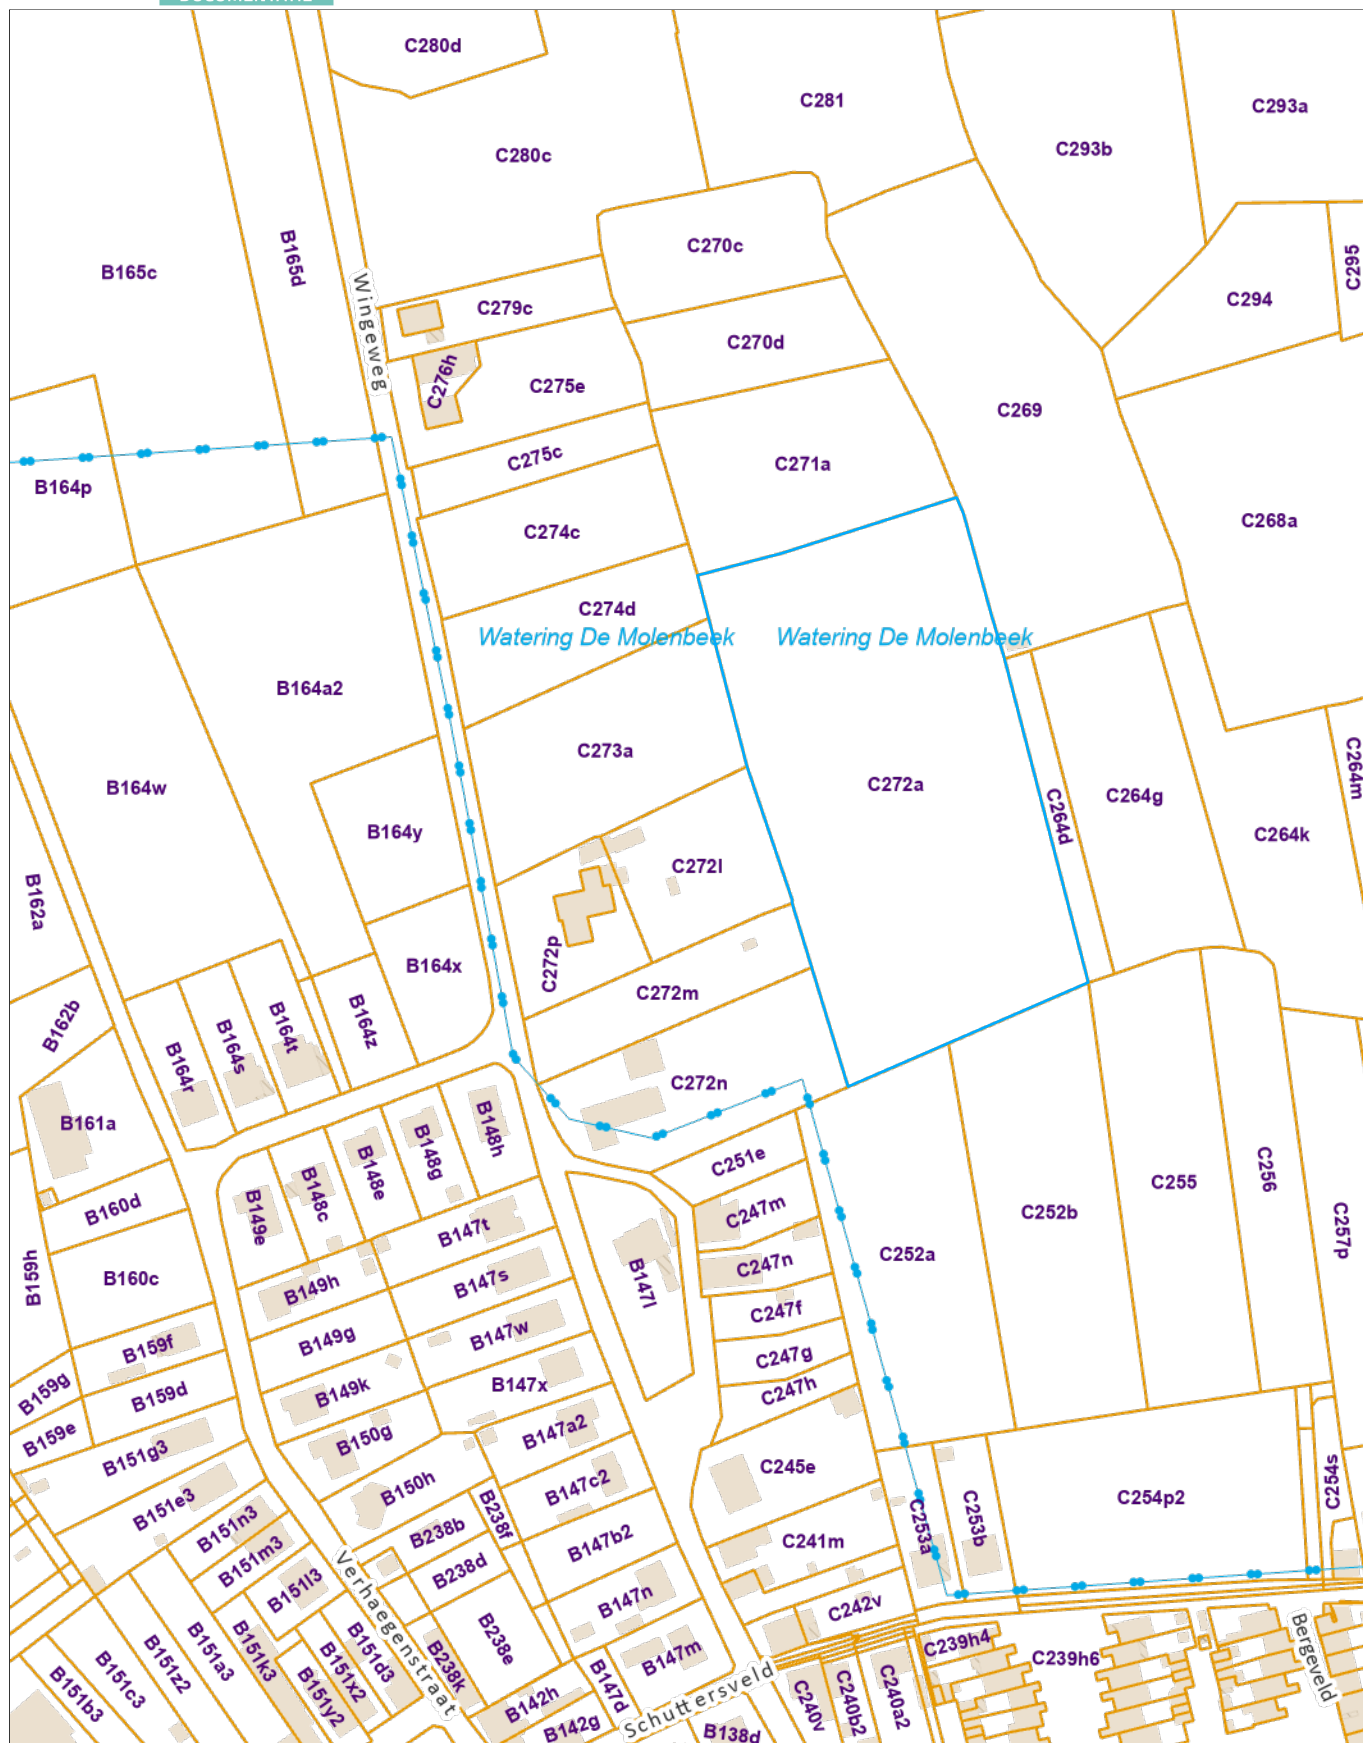 C280d
C281
C293a
C293b
C280c
C270c
B165d
B165c
C295
C294
C279c
Wingeweg
C270d
C276h
C275e
C269
C275c
C271a
B164p
C268a
C274c
C274d
Watering De Molenbeek
Watering De Molenbeek
B164a2
C273a
C264m
B164w
C272a
C264g
C264d
B164y
C264k
C272l
B162a
C272p
B164x
C272m
B162b
B164z
B164t
B164s
B164r
C272n
B161a
B148h
B148g
C251e
B148e
B148c
C256
C255
B149e
B160d
C247m
C252b
B147t
C257p
C252a
C247n
B159h
B160c
B147s
B147l
B149h
C247f
B147w
B149g
B159f
C247g
B147x
C247h
B149k
B159g
B159d
B147a2
B159e
B150g
B151g3
C245e
B147c2
B150h
C254s
C254p2
B151e3
B238f
C253b
C253a
B238b
B151n3
B147b2
C241m
B151m3
B238d
B151l3
B147n
C242v
Verhaegenstraat
B238e
B151d3
B151k3
B151a3
C239h4
Bergeveld
B147m
C239h6
B151x2
B238k
B151z2
B151c3
B147d
B151b3
B151y2
B142h
Schuttersveld
C240v
C240b2
C240a2
B142g
B138d